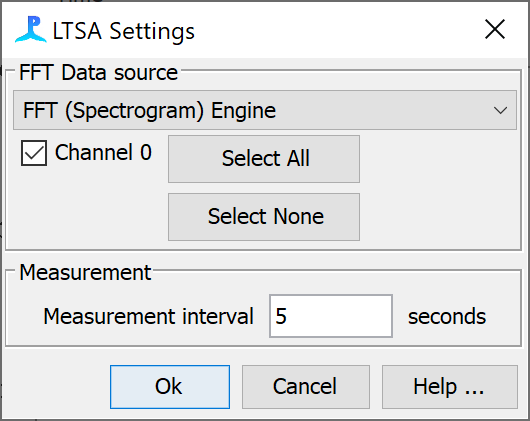 LTSA Settings
FFT Data source
FFT (Spectrogram) Engine
Channel 0
Select All
Select None
Measurement
Measurement interval 5 seconds
Ok Cancel Help ...